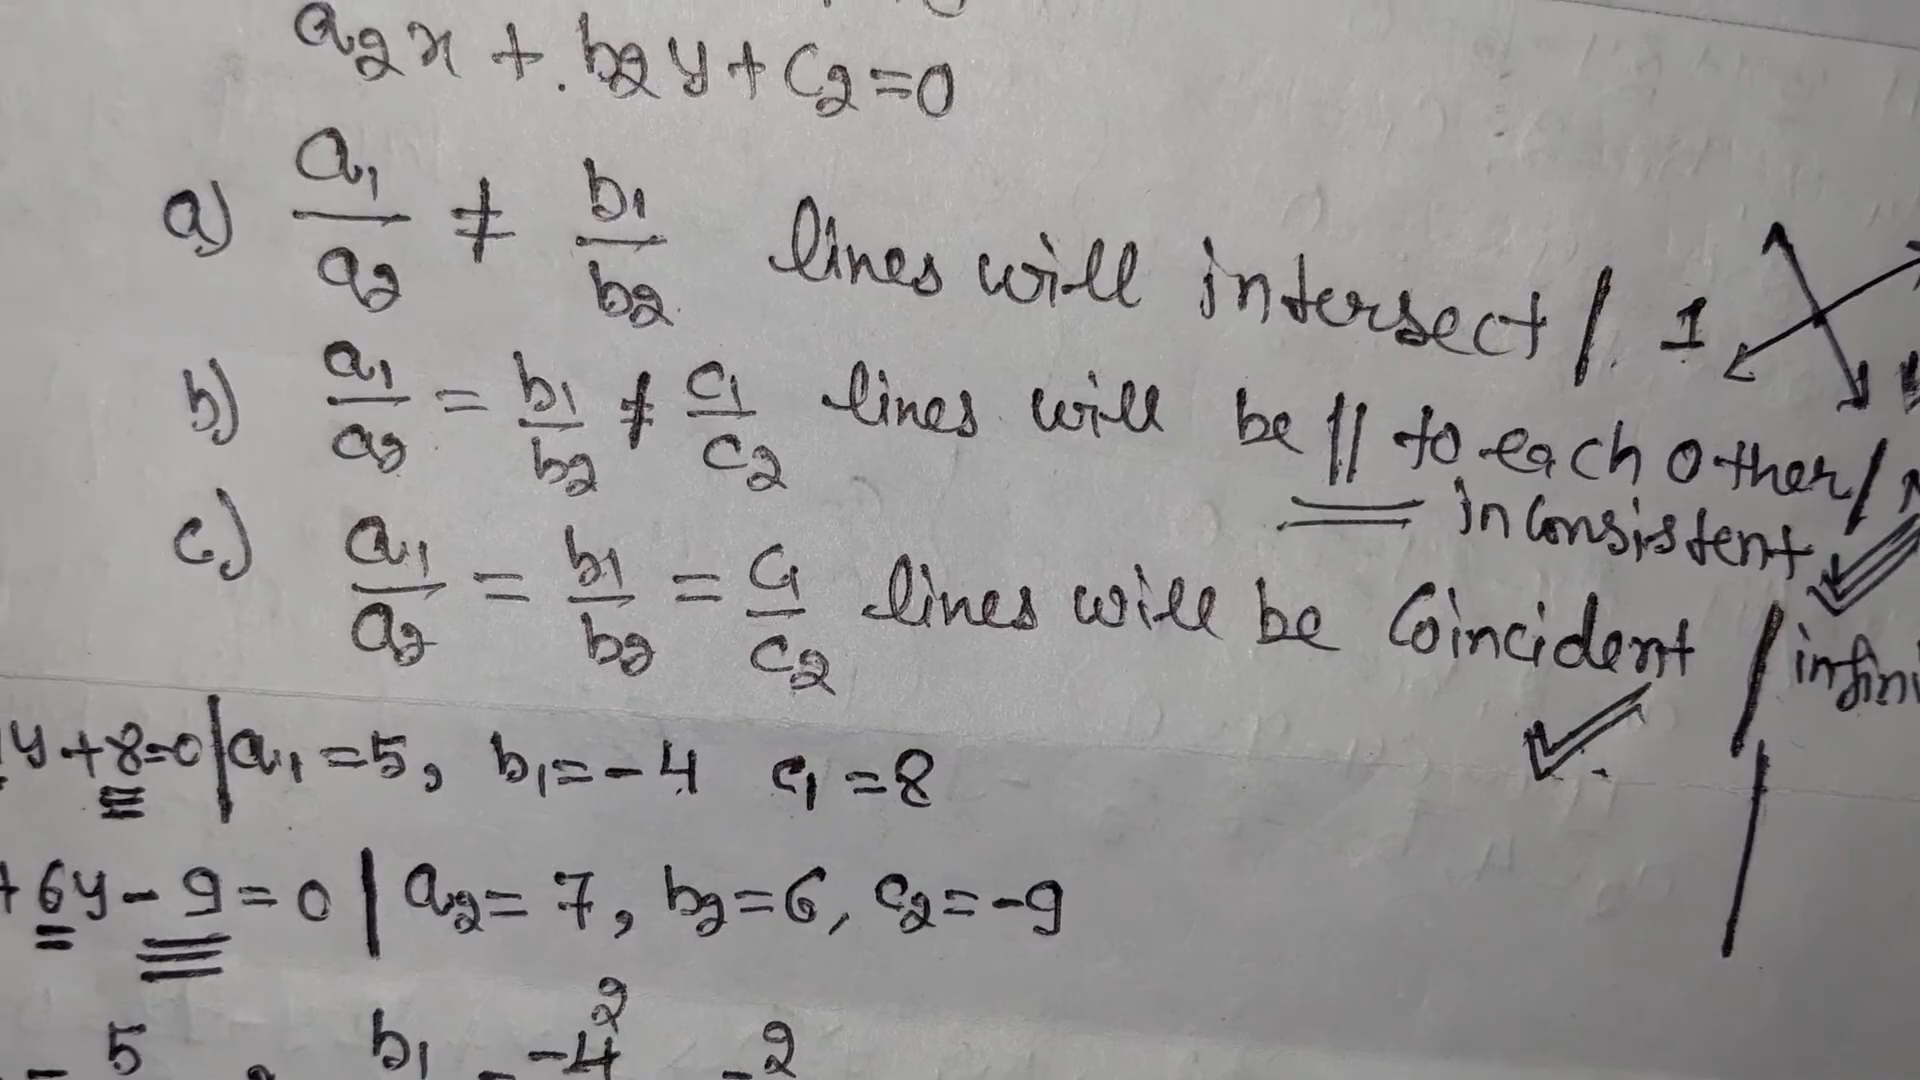 a₂x + b₂y + c₂ = 0
a) a₁/a₂ ≠ b₁/b₂ lines will intersect / 1
b) a₁/a₂ = b₁/b₂ ≠ c₁/c₂ lines will be || to each other /
inconsistent
c) a₁/a₂ = b₁/b₂ = c₁/c₂ lines will be Coincident /
y + 8 = 0 | a₁ = 5, b₁ = -4 c₁ = 8
+ 6y - 9 = 0 | a₂ = 7, b₂ = 6, c₂ = -9
5 b₁ -4 2 2